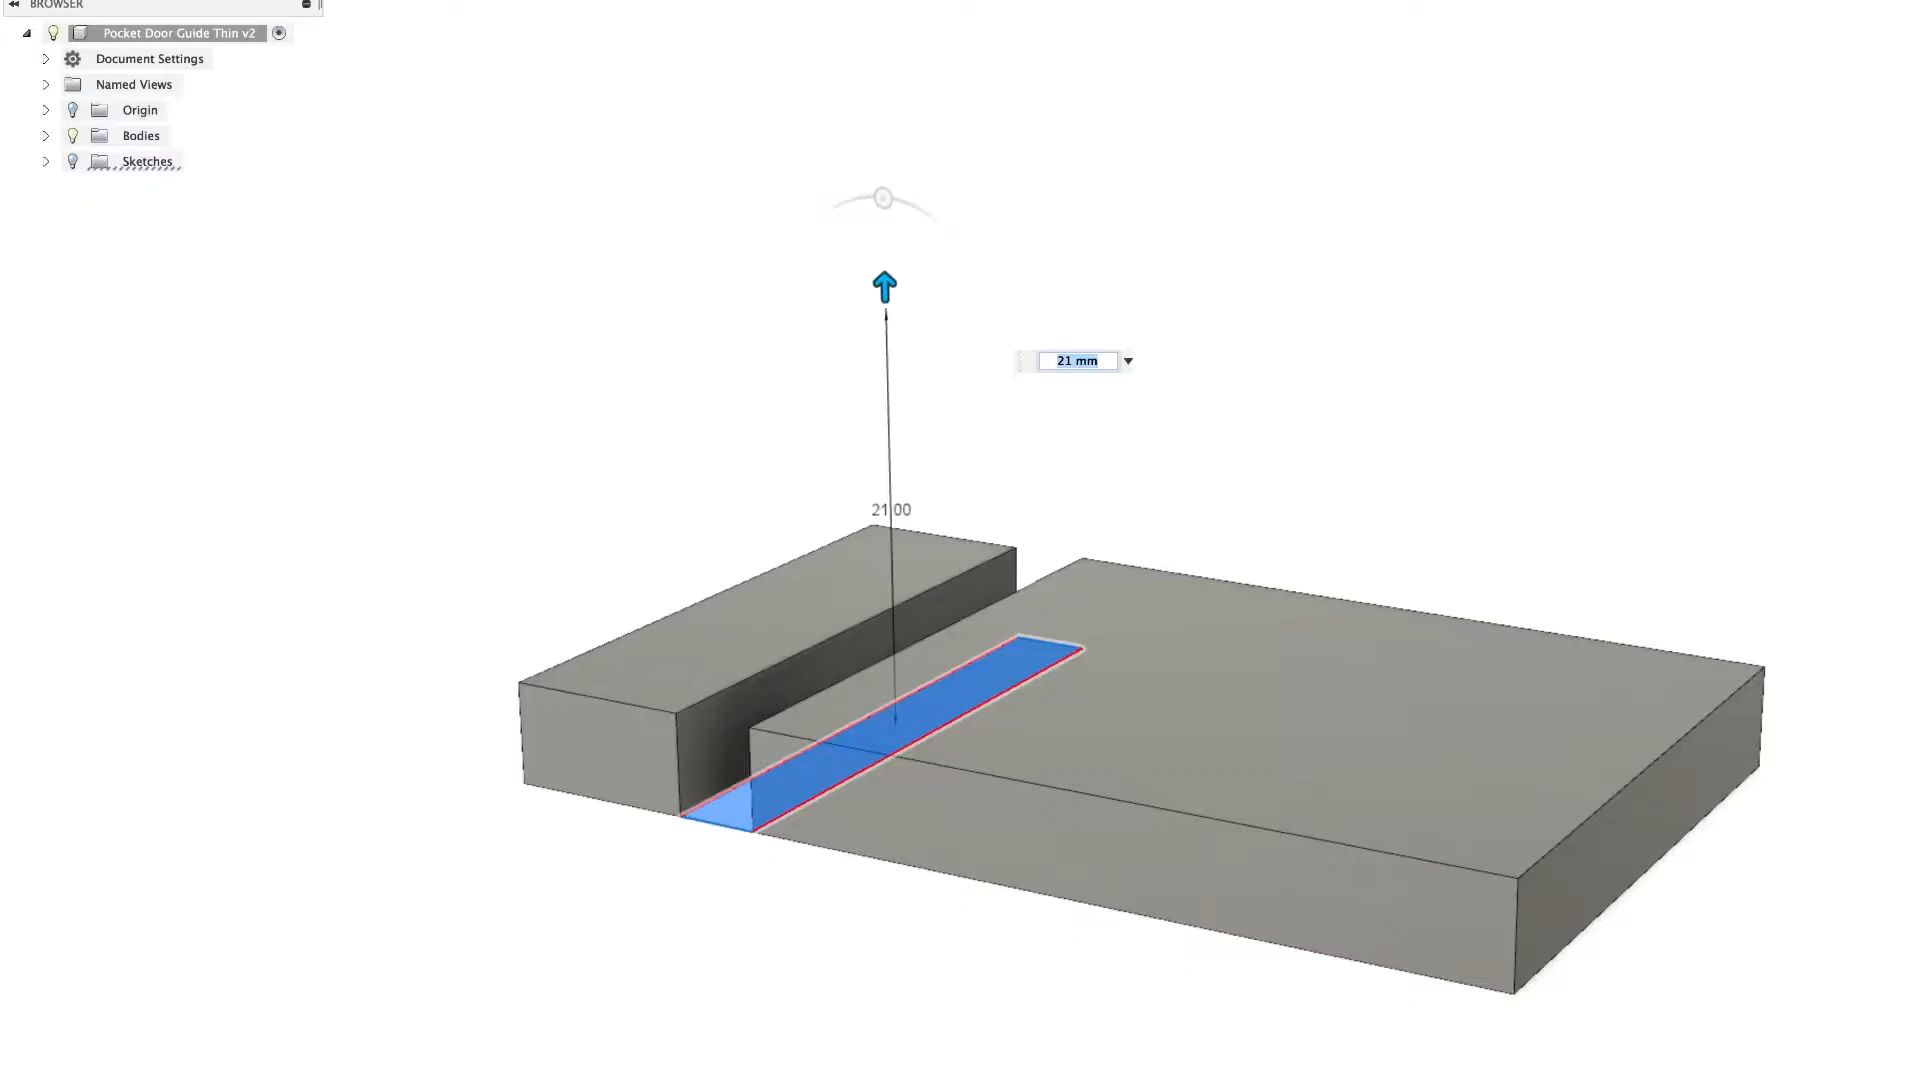 BROWSER
Pocket Door Guide Thin v2
Document Settings
Named Views
Origin
Bodies
Sketches
21 mm
21.00